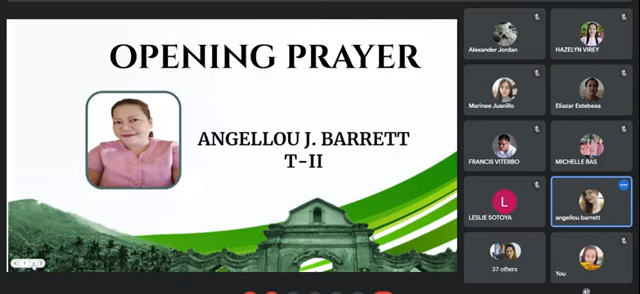 OPENING PRAYER
ANGELLOU J. BARRETT
T-II
Alexander Jordan
HAZELYN VIREY
Marinee Juanillo
Eliazar Estebesa
FRANCIS VITERBO
MICHELLE BAS
L
LESLIE SOTOYA
angellou barrett
37 others
You